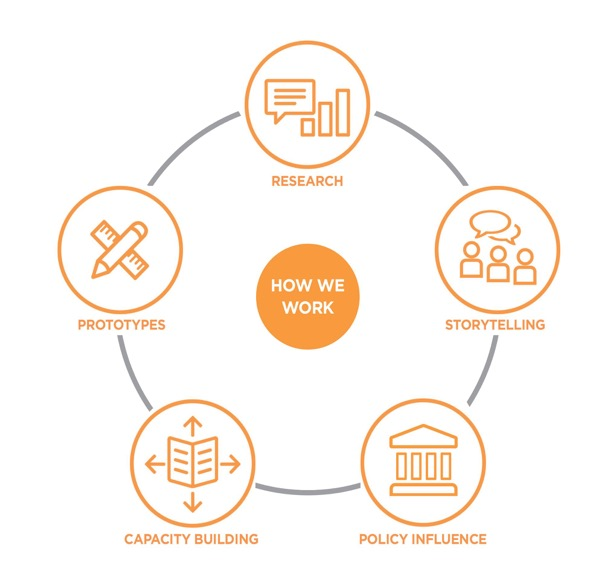 RESEARCH
STORYTELLING
POLICY INFLUENCE
CAPACITY BUILDING
PROTOTYPES
HOW WE
WORK